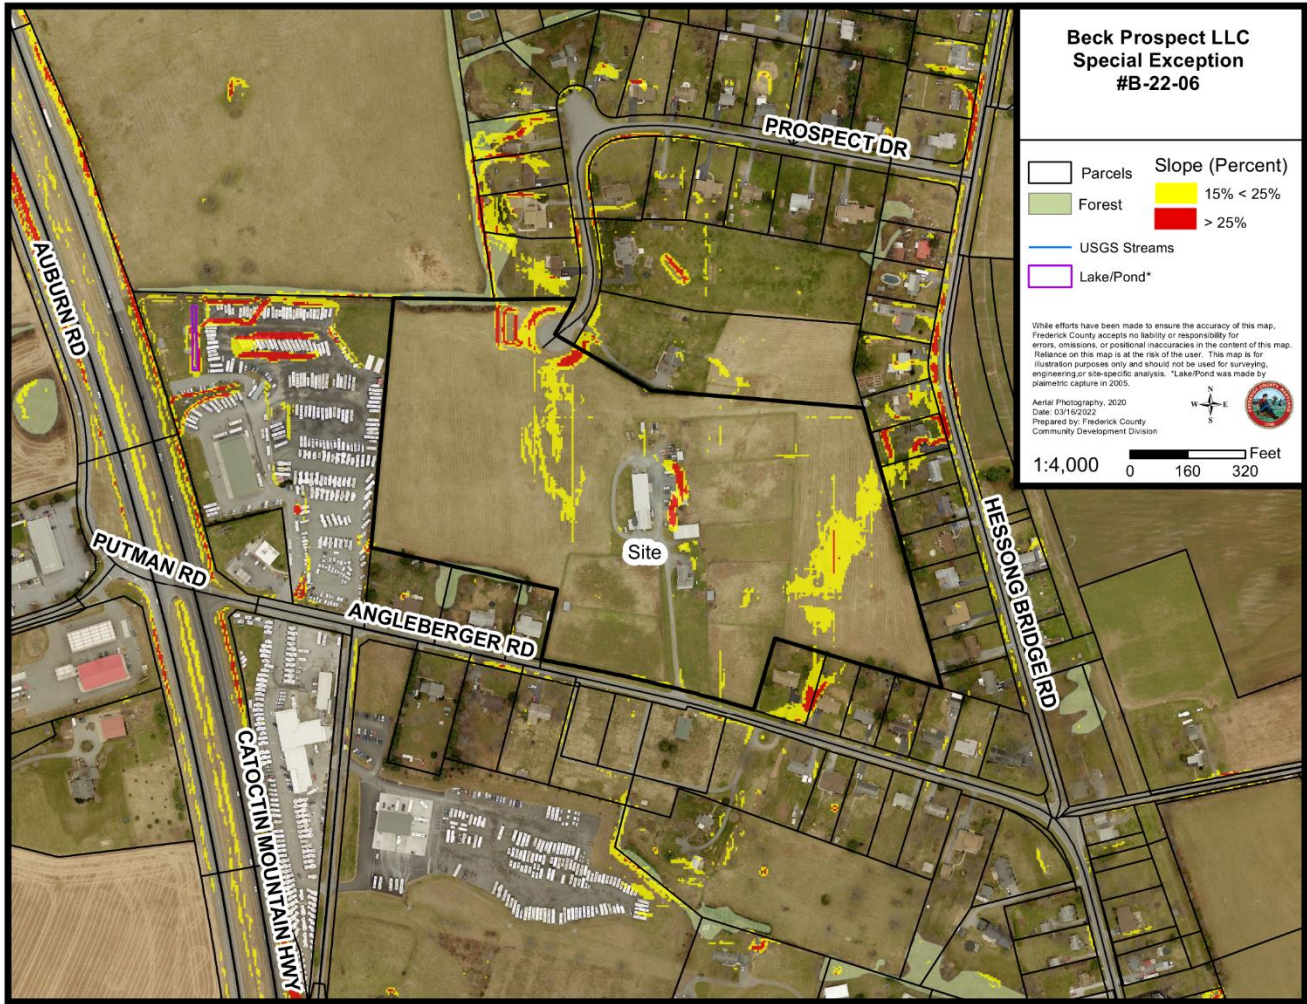 Beck Prospect LLC
Special Exception
#B-22-06
Parcels
Forest
USGS Streams
Lake/Pond*
Slope (Percent)
15% < 25%
> 25%
While efforts have been made to ensure the accuracy of this map,
Frederick County accepts no liability or responsibility for
errors, omissions, or positional inaccuracies in the content of this map.
Reliance on this map is at the risk of the user. This map is for
illustration purposes only and should not be used for surveying,
engineering,or site-specific analysis. *Lake/Pond was made by
plaimetric capture in 2005.
Aerial Photography, 2020
Date: 03/16/2022
Prepared by: Frederick County
Community Development Division
N
W E
S
1:4,000
Feet
0 160 320
PROSPECT DR
AUBURN RD
PUTMAN RD
Site
HESSONG BRIDGE RD
ANGLEBERGER RD
CATOCTIN MOUNTAIN HWY